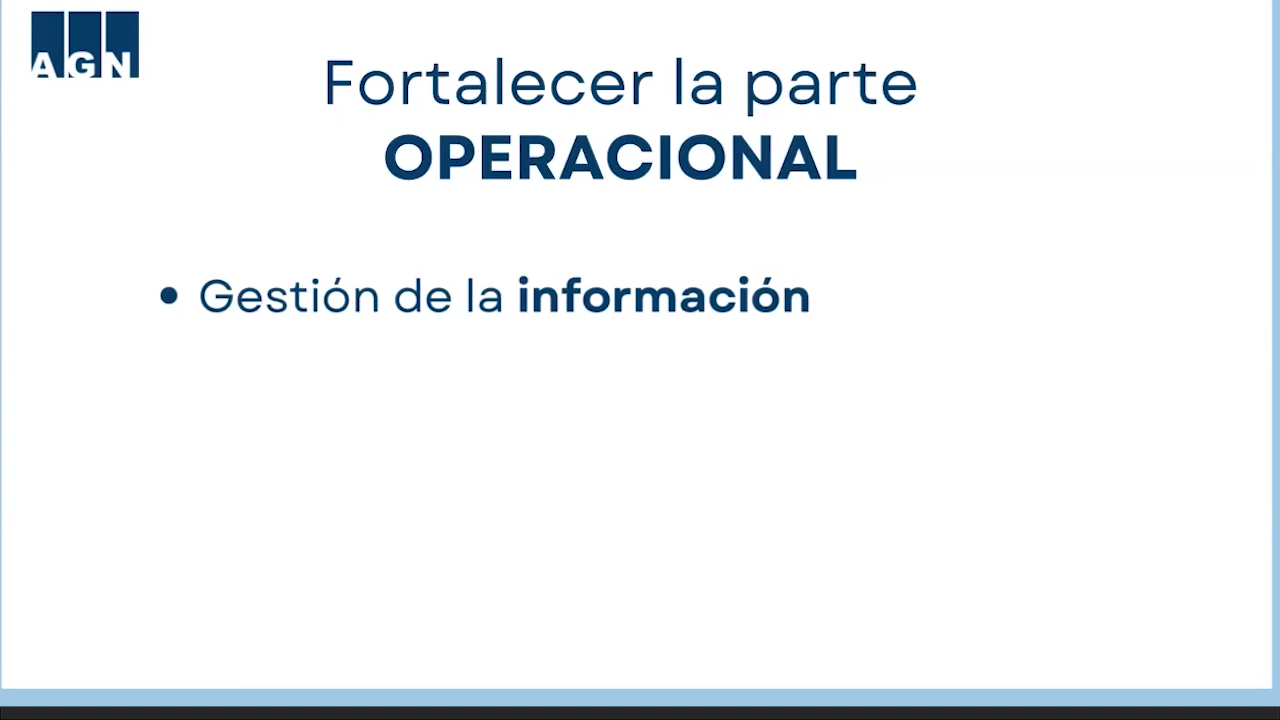 AGN
Fortalecer la parte
OPERACIONAL
• Gestión de la información